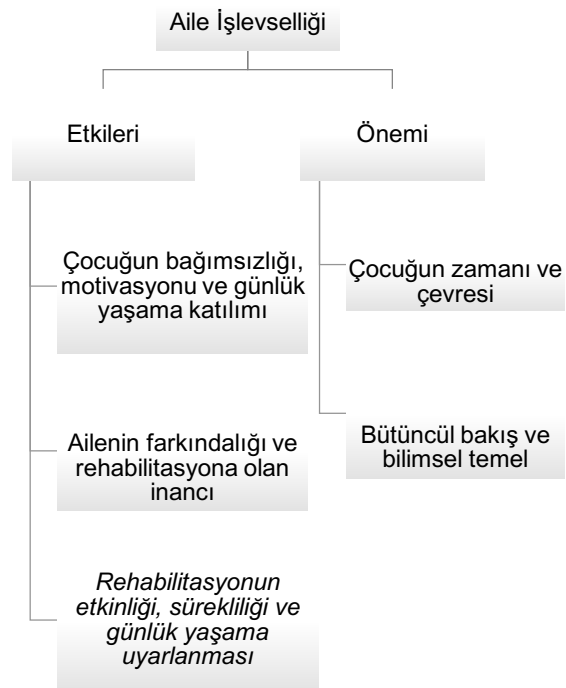 Aile İşlevselliği
Etkileri
Çocuğun bağımsızlığı,
motivasyonu ve günlük
yaşama katılımı
Ailenin farkındalığı ve
rehabilitasyona olan
inancı
Rehabilitasyonun
etkinliği, sürekliliği ve
günlük yaşama
uyarlanması
Önemi
Çocuğun zamanı ve
çevresi
Bütüncül bakış ve
bilimsel temel